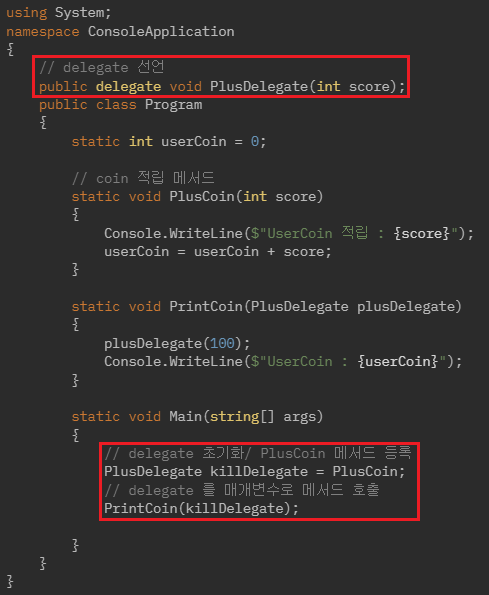 using System;
namespace ConsoleApplication
{
// delegate 선언
public delegate void PlusDelegate(int score);
public class Program
{
static int userCoin = 0;
// coin 적립 메서드
static void PlusCoin(int score)
{
Console.WriteLine($"UserCoin 적립 : {score}");
userCoin = userCoin + score;
}
static void PrintCoin(PlusDelegate plusDelegate)
{
plusDelegate(100);
Console.WriteLine($"UserCoin : {userCoin}");
}
static void Main(string[] args)
{
// delegate 초기화/ PlusCoin 메서드 등록
PlusDelegate killDelegate = PlusCoin;
// delegate 를 매개변수로 메서드 호출
PrintCoin(killDelegate);
}
}
}